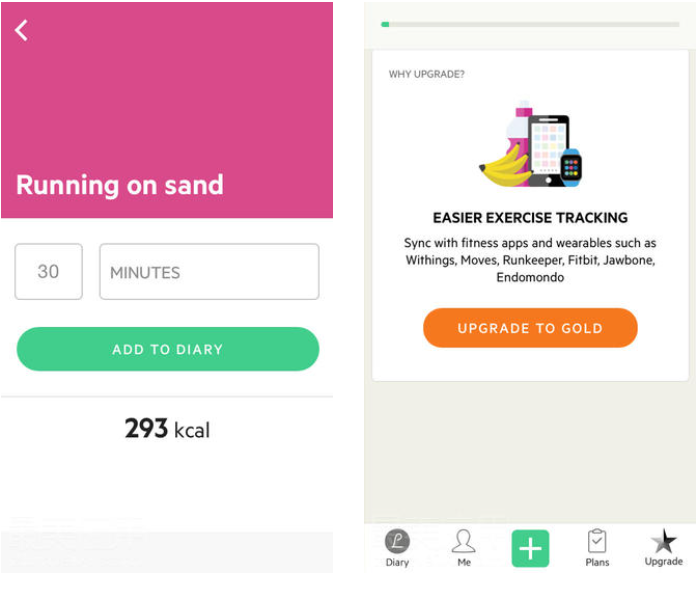 Running on sand
30
MINUTES
ADD TO DIARY
293 kcal
WHY UPGRADE?
EASIER EXERCISE TRACKING
Sync with fitness apps and wearables such as
Withings, Moves, Runkeeper, Fitbit, Jawbone,
Endomondo
UPGRADE TO GOLD
Diary
Me
Plans
Upgrade